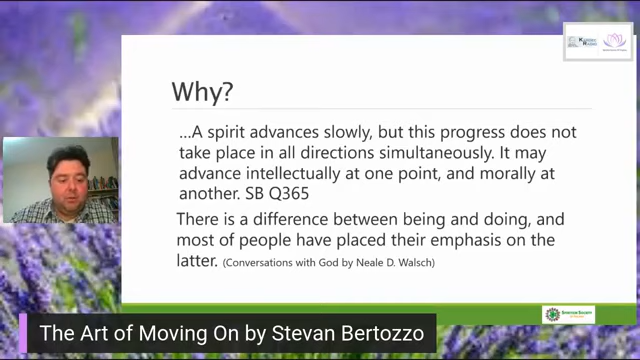 Why?
…A spirit advances slowly, but this progress does not
take place in all directions simultaneously. It may
advance intellectually at one point, and morally at
another. SB Q365
There is a difference between being and doing, and
most of people have placed their emphasis on the
latter. (Conversations with God by Neale D. Walsch)
The Art of Moving On by Stevan Bertozzo